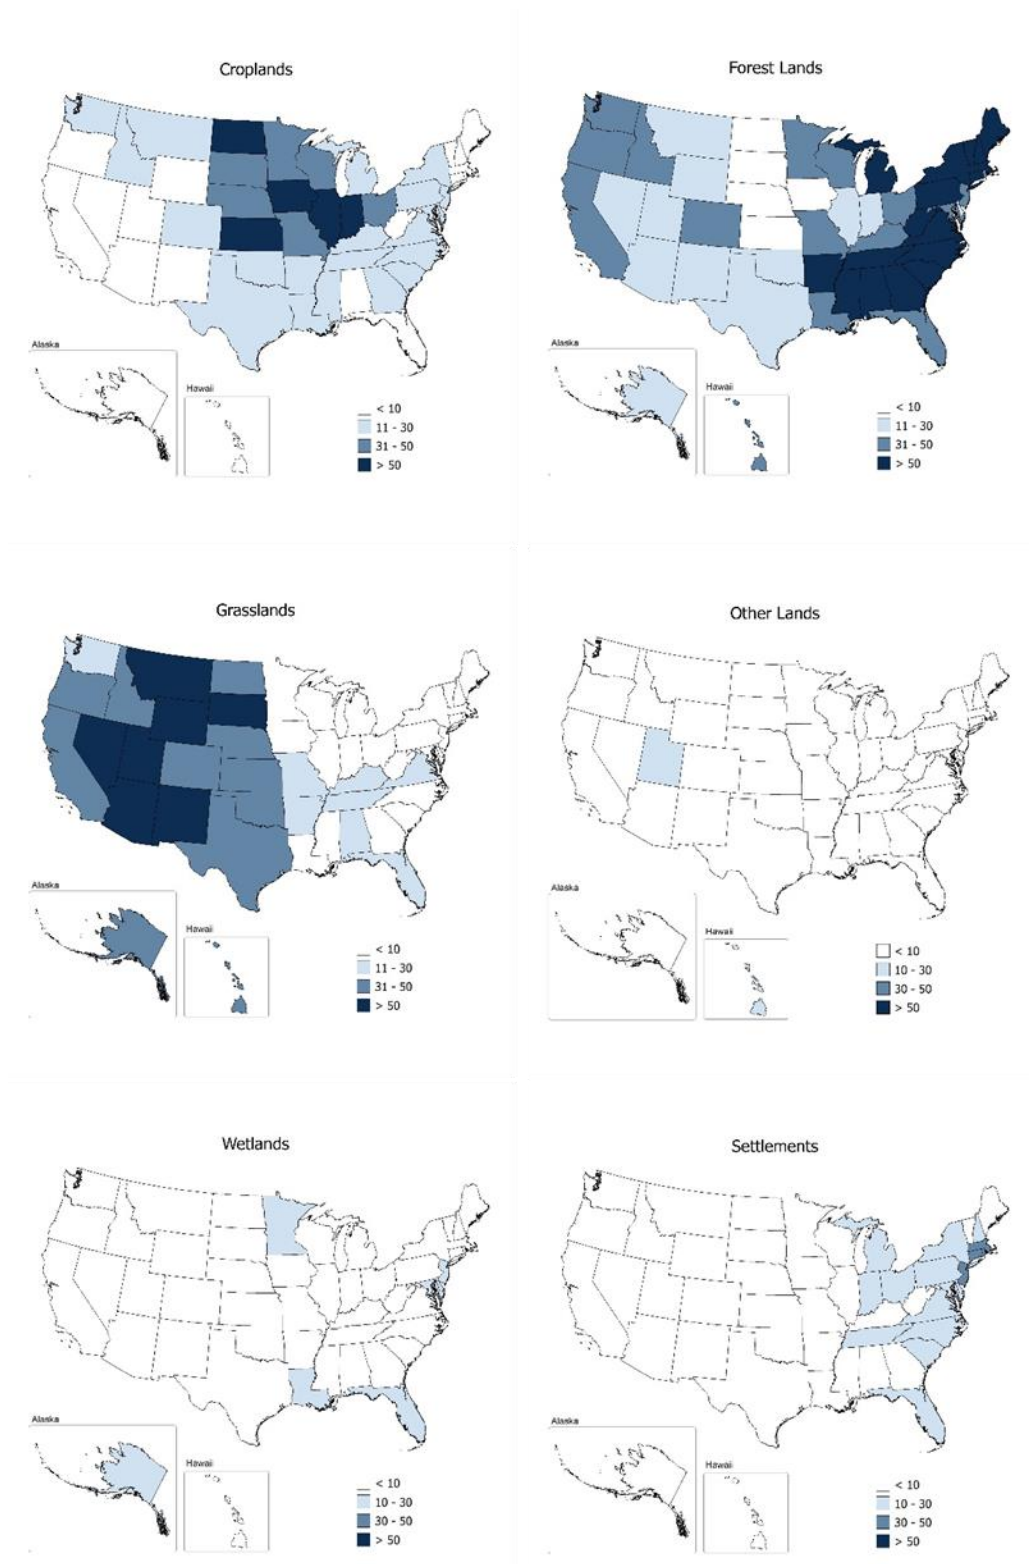 Croplands
Alaska
Hawaii
< 10
11 - 30
31 - 50
> 50
Forest Lands
Alaska
Hawaii
< 10
11 - 30
31 - 50
> 50
Grasslands
Alaska
Hawaii
< 10
11 - 30
31 - 50
> 50
Other Lands
Alaska
Hawaii
< 10
10 - 30
30 - 50
> 50
Wetlands
Alaska
Hawaii
< 10
10 - 30
30 - 50
> 50
Settlements
Alaska
Hawaii
< 10
10 - 30
30 - 50
> 50